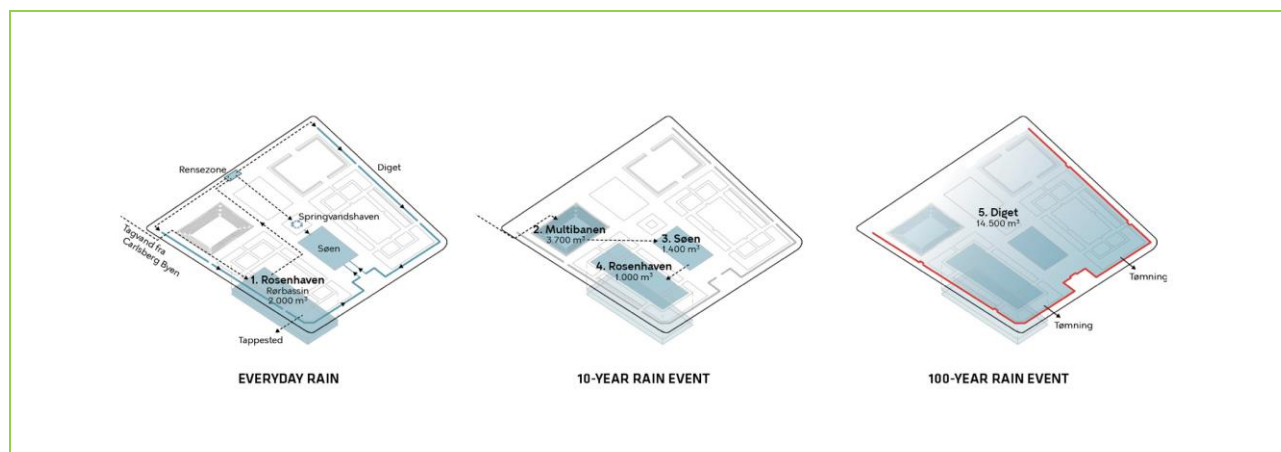 Rensezone
Diget
Springvandshaven
Søen
Tagvand fra
Carlsberg Byen
1. Rosenhaven
Rørbassin
2.000 m³
Tappested
EVERYDAY RAIN
2. Multibanen
3.700 m³
3. Søen
1.400 m³
4. Rosenhaven
1.000 m³
10-YEAR RAIN EVENT
5. Diget
14.500 m³
Tømning
Tømning
100-YEAR RAIN EVENT